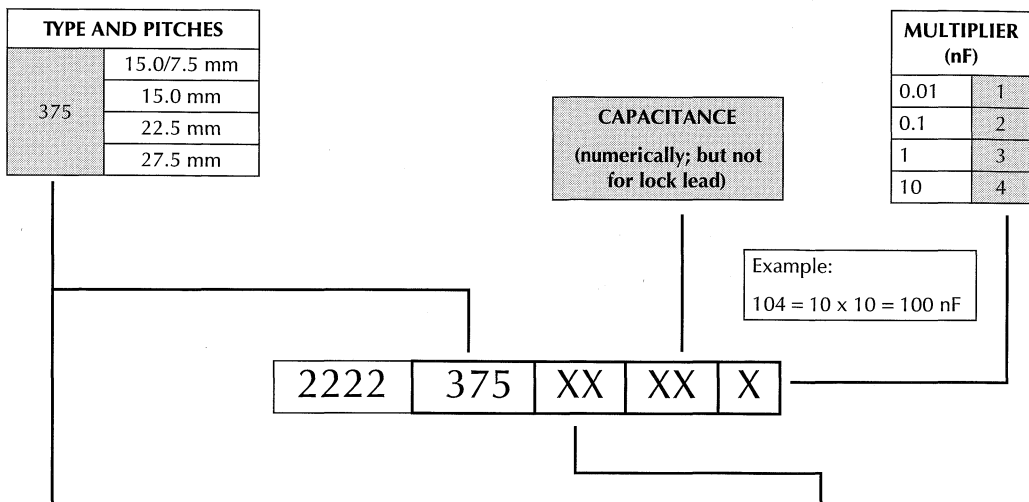 TYPE AND PITCHES
375
15.0/7.5 mm
15.0 mm
22.5 mm
27.5 mm
CAPACITANCE
(numerically; but not
for lock lead)
MULTIPLIER
(nF)
0.01 1
0.1 2
1 3
10 4
Example:
104 = 10 x 10 = 100 nF
2222 375 XX XX X